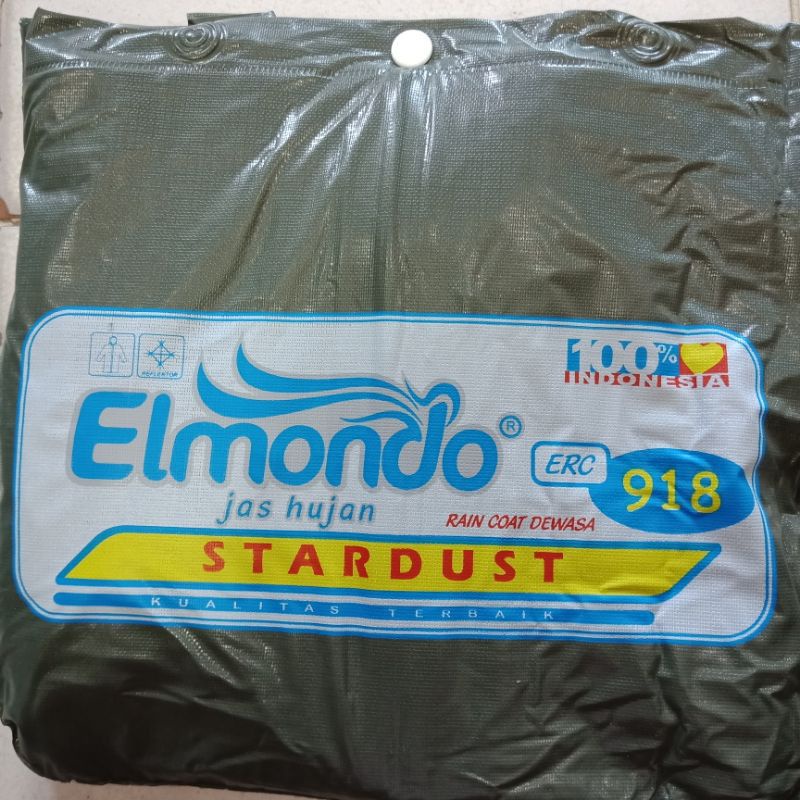 REFLEKTOR
100%
INDONESIA
Elmondo®
jas hujan
ERC
918
RAIN COAT DEWASA
STARDUST
KUALITAS TERBAIK